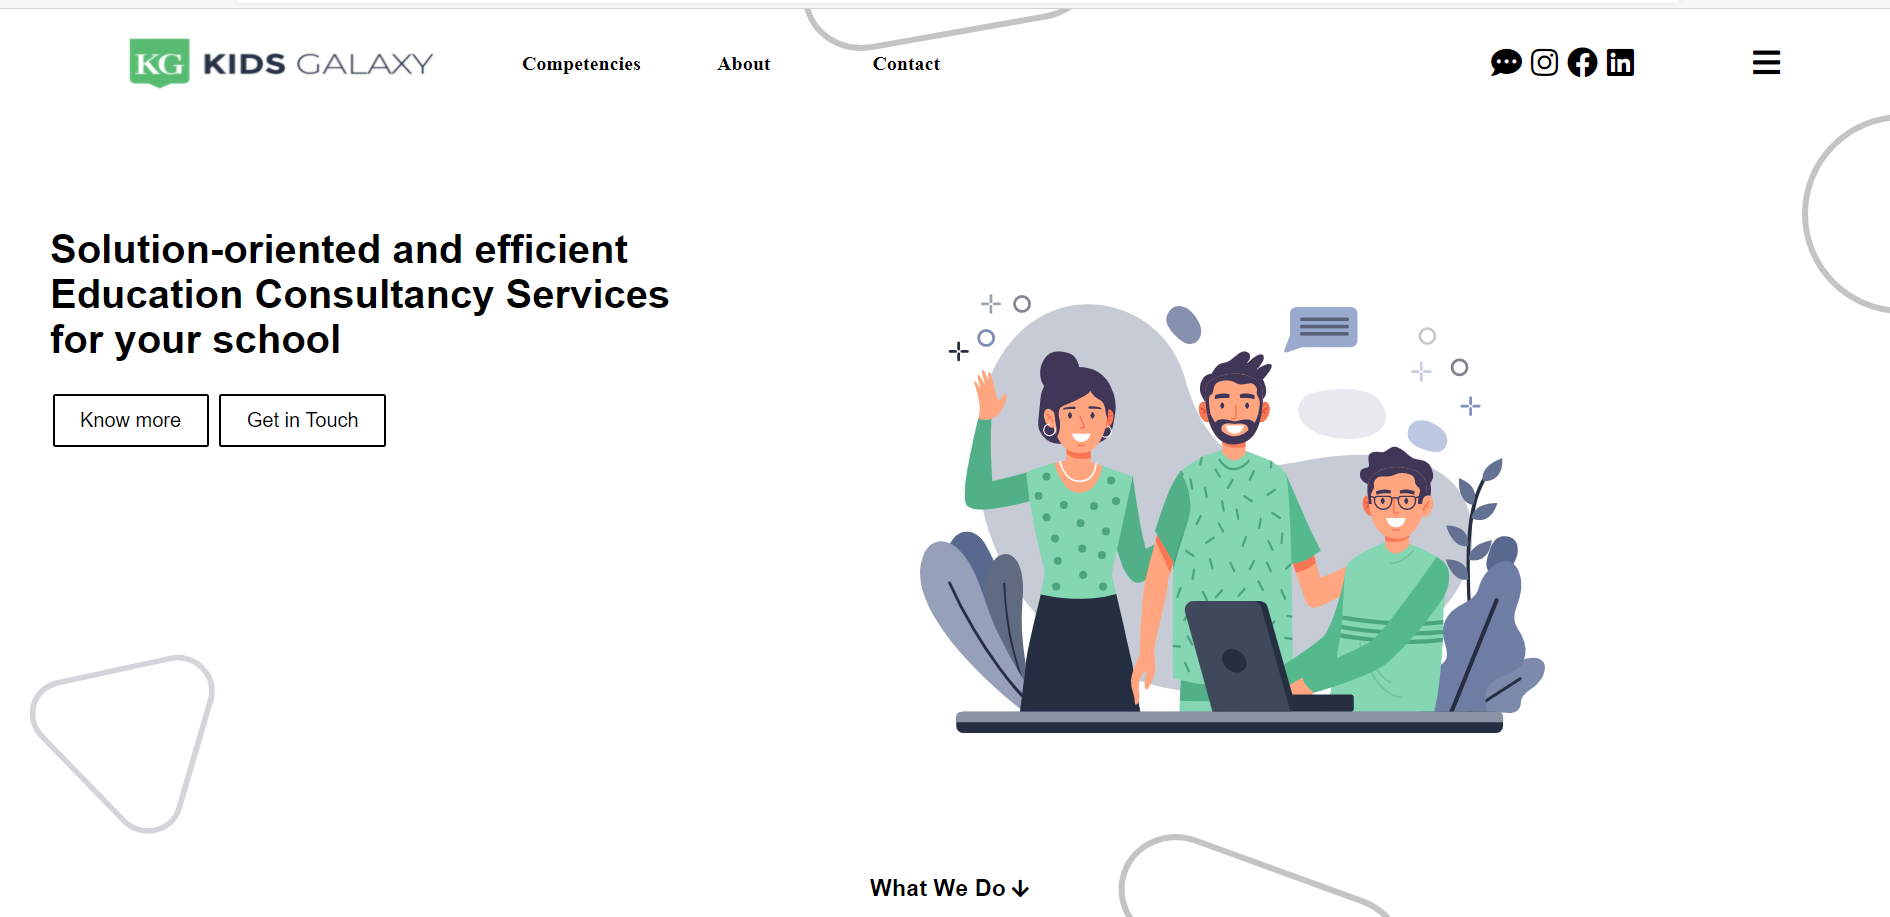 KG KIDS GALAXY
Competencies
About
Contact
Solution-oriented and efficient
Education Consultancy Services
for your school
Know more
Get in Touch
What We Do